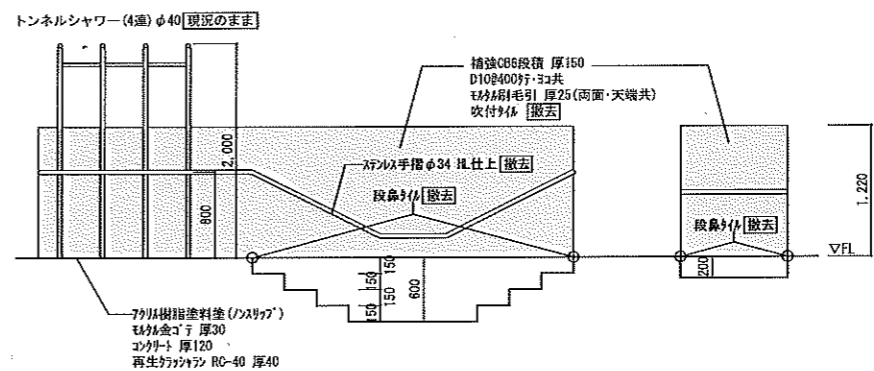 トンネルシャワー(4連)φ40 現況のまま
補強CB6段積 厚150
D10@400ﾀﾃ・ﾖｺ共
ﾓﾙﾀﾙ刷毛引 厚25(両面・天端共)
吹付ﾀｲﾙ 撤去
2,000
ｽﾃﾝﾚｽ手摺φ34 HL仕上 撤去
800
段鼻ﾀｲﾙ 撤去
1,220
段鼻ﾀｲﾙ 撤去
▽FL
200
150
150
150
150
600
ｱｸﾘﾙ樹脂塗料塗(ﾉﾝｽﾘｯﾌﾟ)
ﾓﾙﾀﾙ金ｺﾞﾃ 厚30
ｺﾝｸﾘｰﾄ 厚120
再生ｸﾗｯｼｬﾗﾝ RC-40 厚40